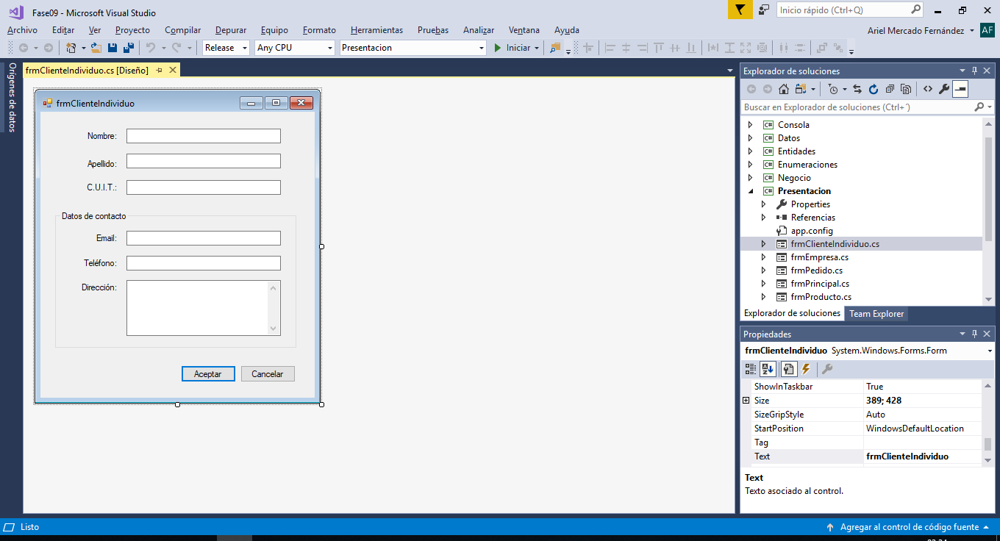 Fase09 - Microsoft Visual Studio
Inicio rápido (Ctrl+Q)
Archivo Editar Ver Proyecto Compilar Depurar Equipo Formato Herramientas Pruebas Analizar Ventana Ayuda
Ariel Mercado Fernández AF
Release Any CPU Presentacion Iniciar
Orígenes de datos
frmClienteIndividuo.cs [Diseño]
frmClienteIndividuo
Nombre:
Apellido:
C.U.I.T.:
Datos de contacto
Email:
Teléfono:
Dirección:
Aceptar Cancelar
Explorador de soluciones
Buscar en Explorador de soluciones (Ctrl+´)
C# Consola
C# Datos
C# Entidades
C# Enumeraciones
C# Negocio
C# Presentacion
Properties
Referencias
app.config
frmClienteIndividuo.cs
frmEmpresa.cs
frmPedido.cs
frmPrincipal.cs
frmProducto.cs
Explorador de soluciones Team Explorer
Propiedades
frmClienteIndividuo System.Windows.Forms.Form
ShowInTaskbar True
Size 389; 428
SizeGripStyle Auto
StartPosition WindowsDefaultLocation
Tag
Text frmClienteIndividuo
Text
Texto asociado al control.
Listo
Agregar al control de código fuente